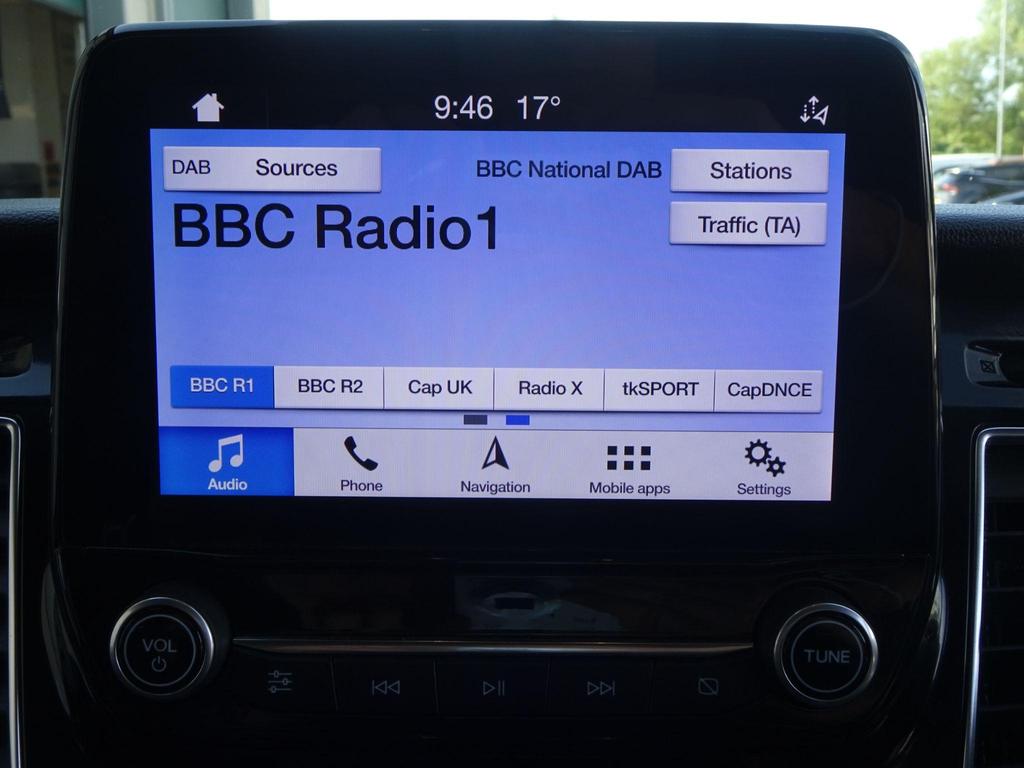 9:46 17°
DAB Sources
BBC National DAB
Stations
BBC Radio1
Traffic (TA)
BBC R1 BBC R2 Cap UK Radio X tkSPORT CapDNCE
Audio Phone Navigation Mobile apps Settings
VOL
TUNE